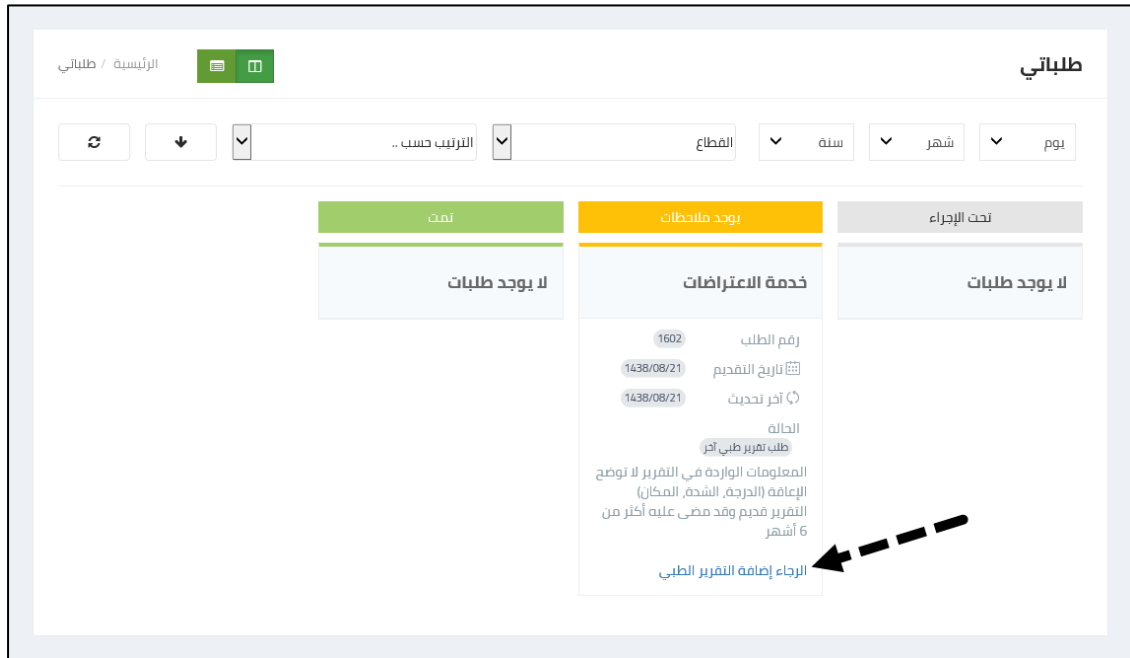 طلباتي
الرئيسية / طلباتي
يوم
شهر
سنة
القطاع
الترتيب حسب ..
تحت الإجراء
لا يوجد طلبات
يوجد ملاحظات
خدمة الاعتراضات
رقم الطلب 1602
تاريخ التقديم 1438/08/21
آخر تحديث 1438/08/21
الحالة
طلب تقرير طبي آخر
المعلومات الواردة في التقرير لا توضح
الإعاقة (الدرجة, الشدة, المكان)
التقرير قديم وقد مضى عليه أكثر من
6 أشهر
الرجاء إضافة التقرير الطبي
تمت
لا يوجد طلبات